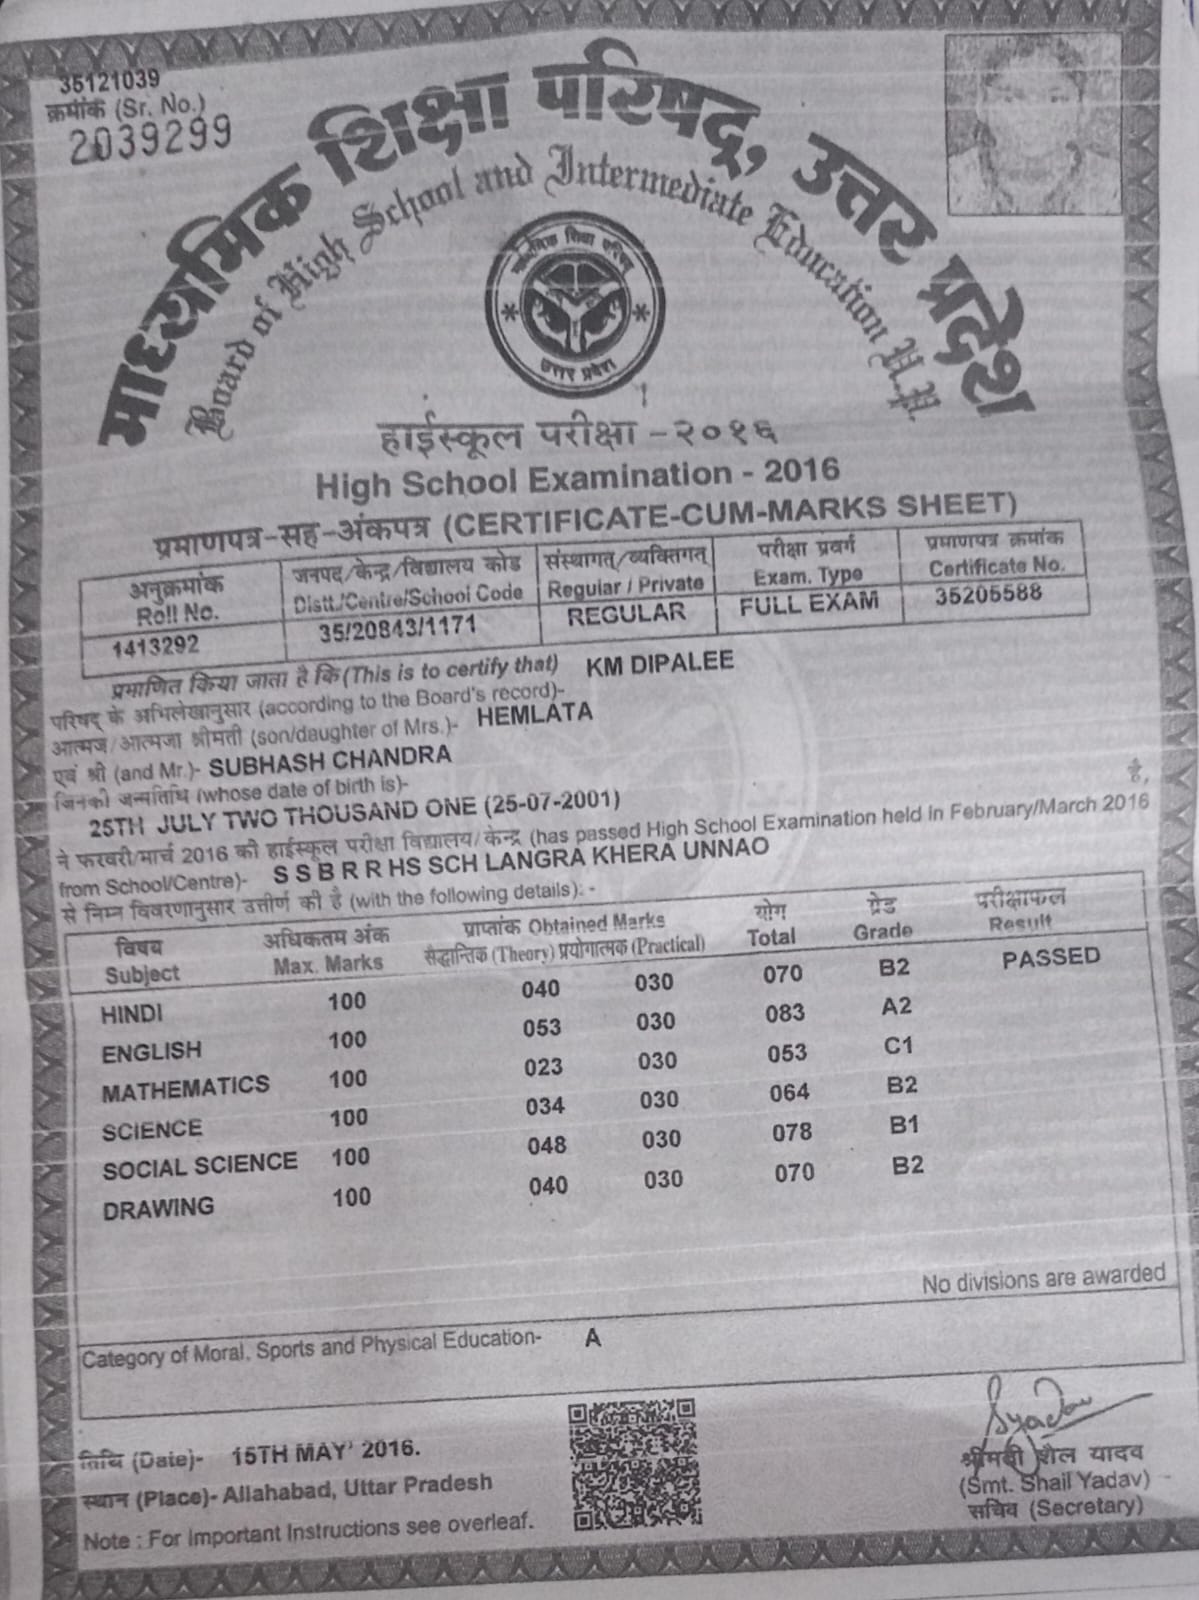 35121039
क्रमांक (Sr. No.)
2039299
माध्यमिक शिक्षा परिषद्, उत्तर प्रदेश
Board of High School and Intermediate Education U.P.
माध्यमिक शिक्षा परिषद्
उत्तर प्रदेश
हाईस्कूल परीक्षा - २०१६
High School Examination - 2016
प्रमाणपत्र-सह-अंकपत्र (CERTIFICATE-CUM-MARKS SHEET)
अनुक्रमांक जनपद/केन्द्र/विद्यालय कोड संस्थागत्/व्यक्तिगत् परीक्षा प्रवर्ग प्रमाणपत्र क्रमांक
Roll No. Distt./Centre/School Code Regular / Private Exam. Type Certificate No.
1413292 35/20843/1171 REGULAR FULL EXAM 35205588
प्रमाणित किया जाता है कि (This is to certify that) KM DIPALEE
परिषद् के अभिलेखानुसार (according to the Board's record)-
आत्मज/आत्मजा श्रीमती (son/daughter of Mrs.)- HEMLATA
एवं श्री (and Mr.)- SUBHASH CHANDRA
जिनकी जन्मतिथि (whose date of birth is)-
25TH JULY TWO THOUSAND ONE (25-07-2001) है,
ने फरवरी/मार्च 2016 की हाईस्कूल परीक्षा विद्यालय/केन्द्र (has passed High School Examination held in February/March 2016
from School/Centre)- S S B R R HS SCH LANGRA KHERA UNNAO
से निम्न विवरणानुसार उत्तीर्ण की है (with the following details): -
विषय अधिकतम अंक प्राप्तांक Obtained Marks योग ग्रेड परीक्षाफल
Subject Max. Marks सैद्धान्तिक (Theory) प्रयोगात्मक (Practical) Total Grade Result
HINDI 100 040 030 070 B2 PASSED
ENGLISH 100 053 030 083 A2
MATHEMATICS 100 023 030 053 C1
SCIENCE 100 034 030 064 B2
SOCIAL SCIENCE 100 048 030 078 B1
DRAWING 100 040 030 070 B2
No divisions are awarded
Category of Moral, Sports and Physical Education- A
तिथि (Date)- 15TH MAY' 2016.
स्थान (Place)- Allahabad, Uttar Pradesh
Note : For Important Instructions see overleaf.
Syadav
श्रीमती शैल यादव
(Smt. Shail Yadav)
सचिव (Secretary)